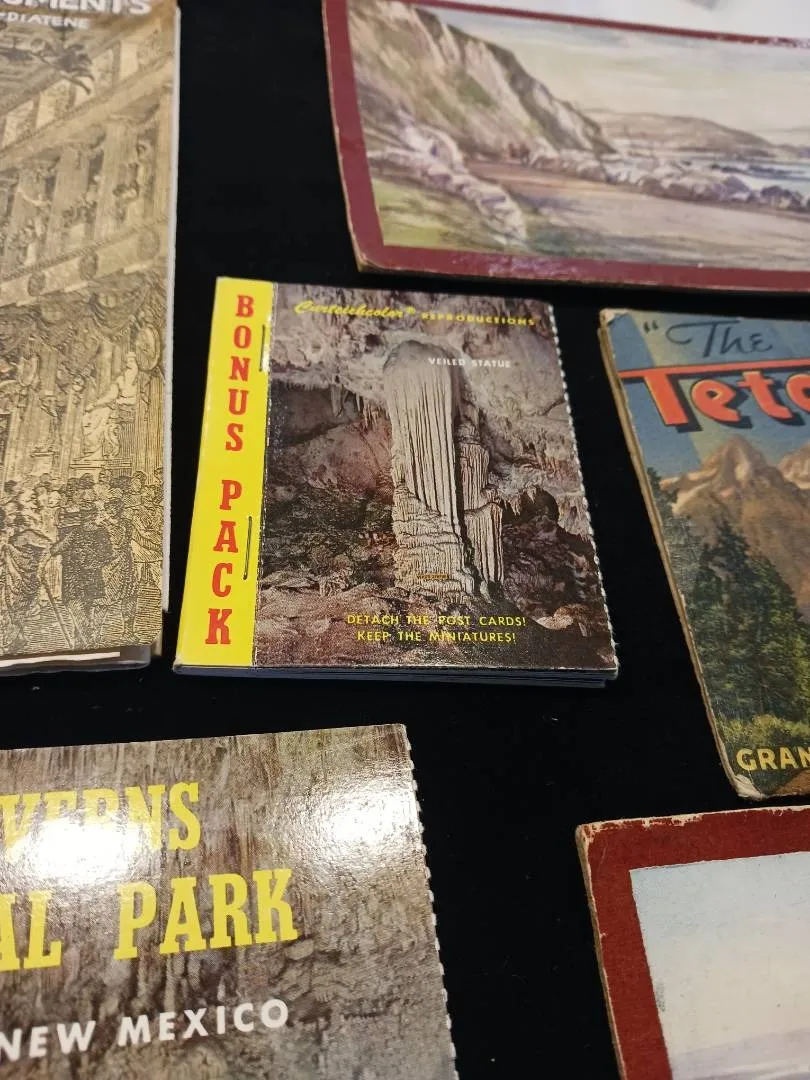 UMENTS
DIATENE
BONUS PACK
Curteichcolor® REPRODUCTIONS
VEILED STATUE
DETACH THE POST CARDS!
KEEP THE MINIATURES!
"The
Teto
GRAN
VERNS
AL PARK
NEW MEXICO